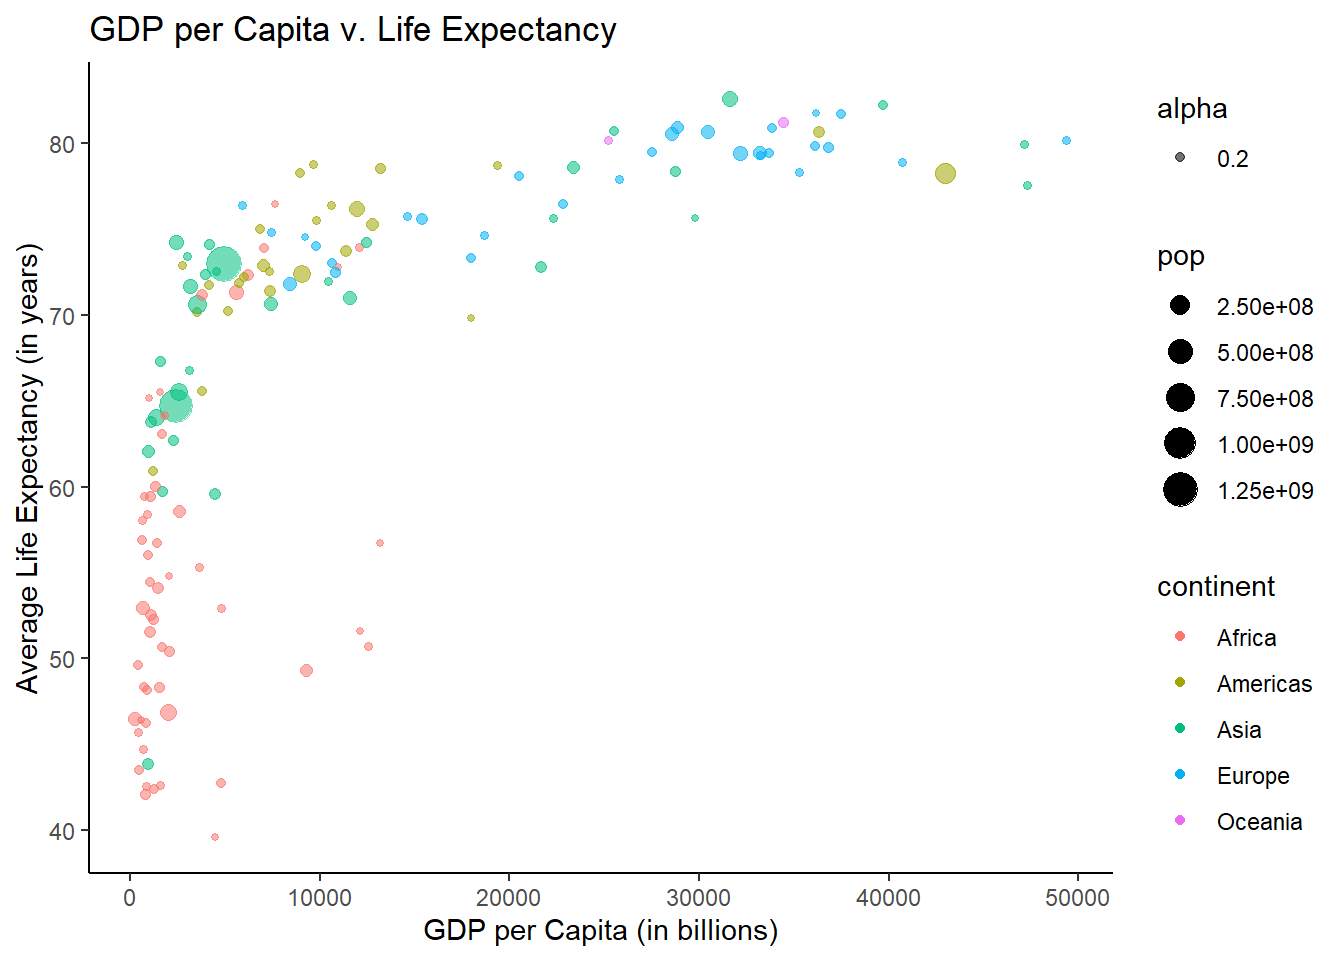 GDP per Capita v. Life Expectancy
Average Life Expectancy (in years)
80
70
60
50
40
0
10000
20000
30000
40000
50000
GDP per Capita (in billions)
alpha
0.2
pop
2.50e+08
5.00e+08
7.50e+08
1.00e+09
1.25e+09
continent
Africa
Americas
Asia
Europe
Oceania